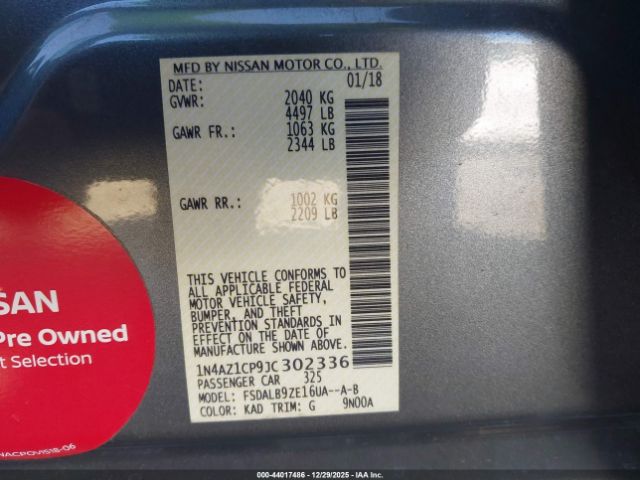 MFD BY NISSAN MOTOR CO., LTD.
DATE: 01/18
GVWR: 2040 KG
4497 LB
GAWR FR.: 1063 KG
2344 LB
GAWR RR.: 1002 KG
2209 LB
THIS VEHICLE CONFORMS TO
ALL APPLICABLE FEDERAL
MOTOR VEHICLE SAFETY,
BUMPER, AND THEFT
PREVENTION STANDARDS IN
EFFECT ON THE DATE OF
MANUFACTURE SHOWN ABOVE.
1N4AZ1CP9JC302336
PASSENGER CAR 325
MODEL: FSDALB9ZE16UA--A-B
COLOR: KAD TRIM: G 9N00A
SSAN
Pre Owned
t Selection
NACPOV1518-06
© 000-44017486 - 12/29/2025 - IAA Inc.